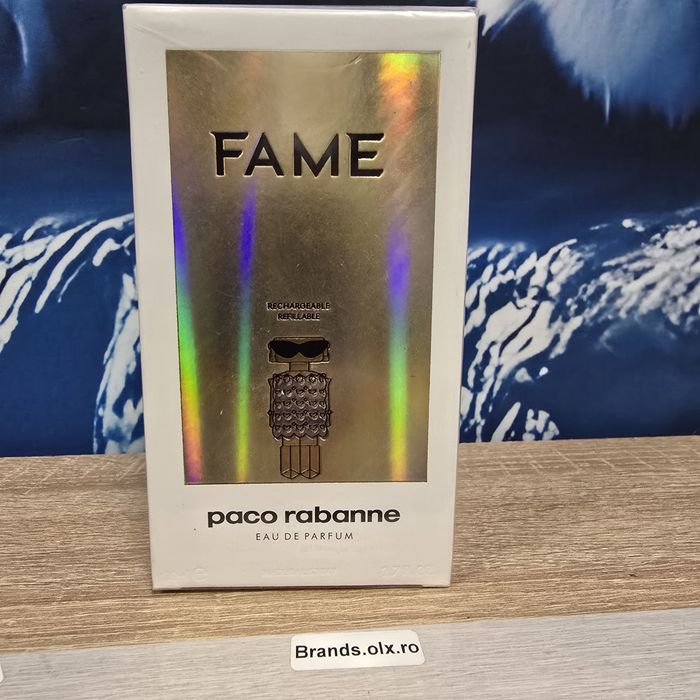 FAME
RECHARGEABLE
REFILLABLE
paco rabanne
EAU DE PARFUM
Brands.olx.ro